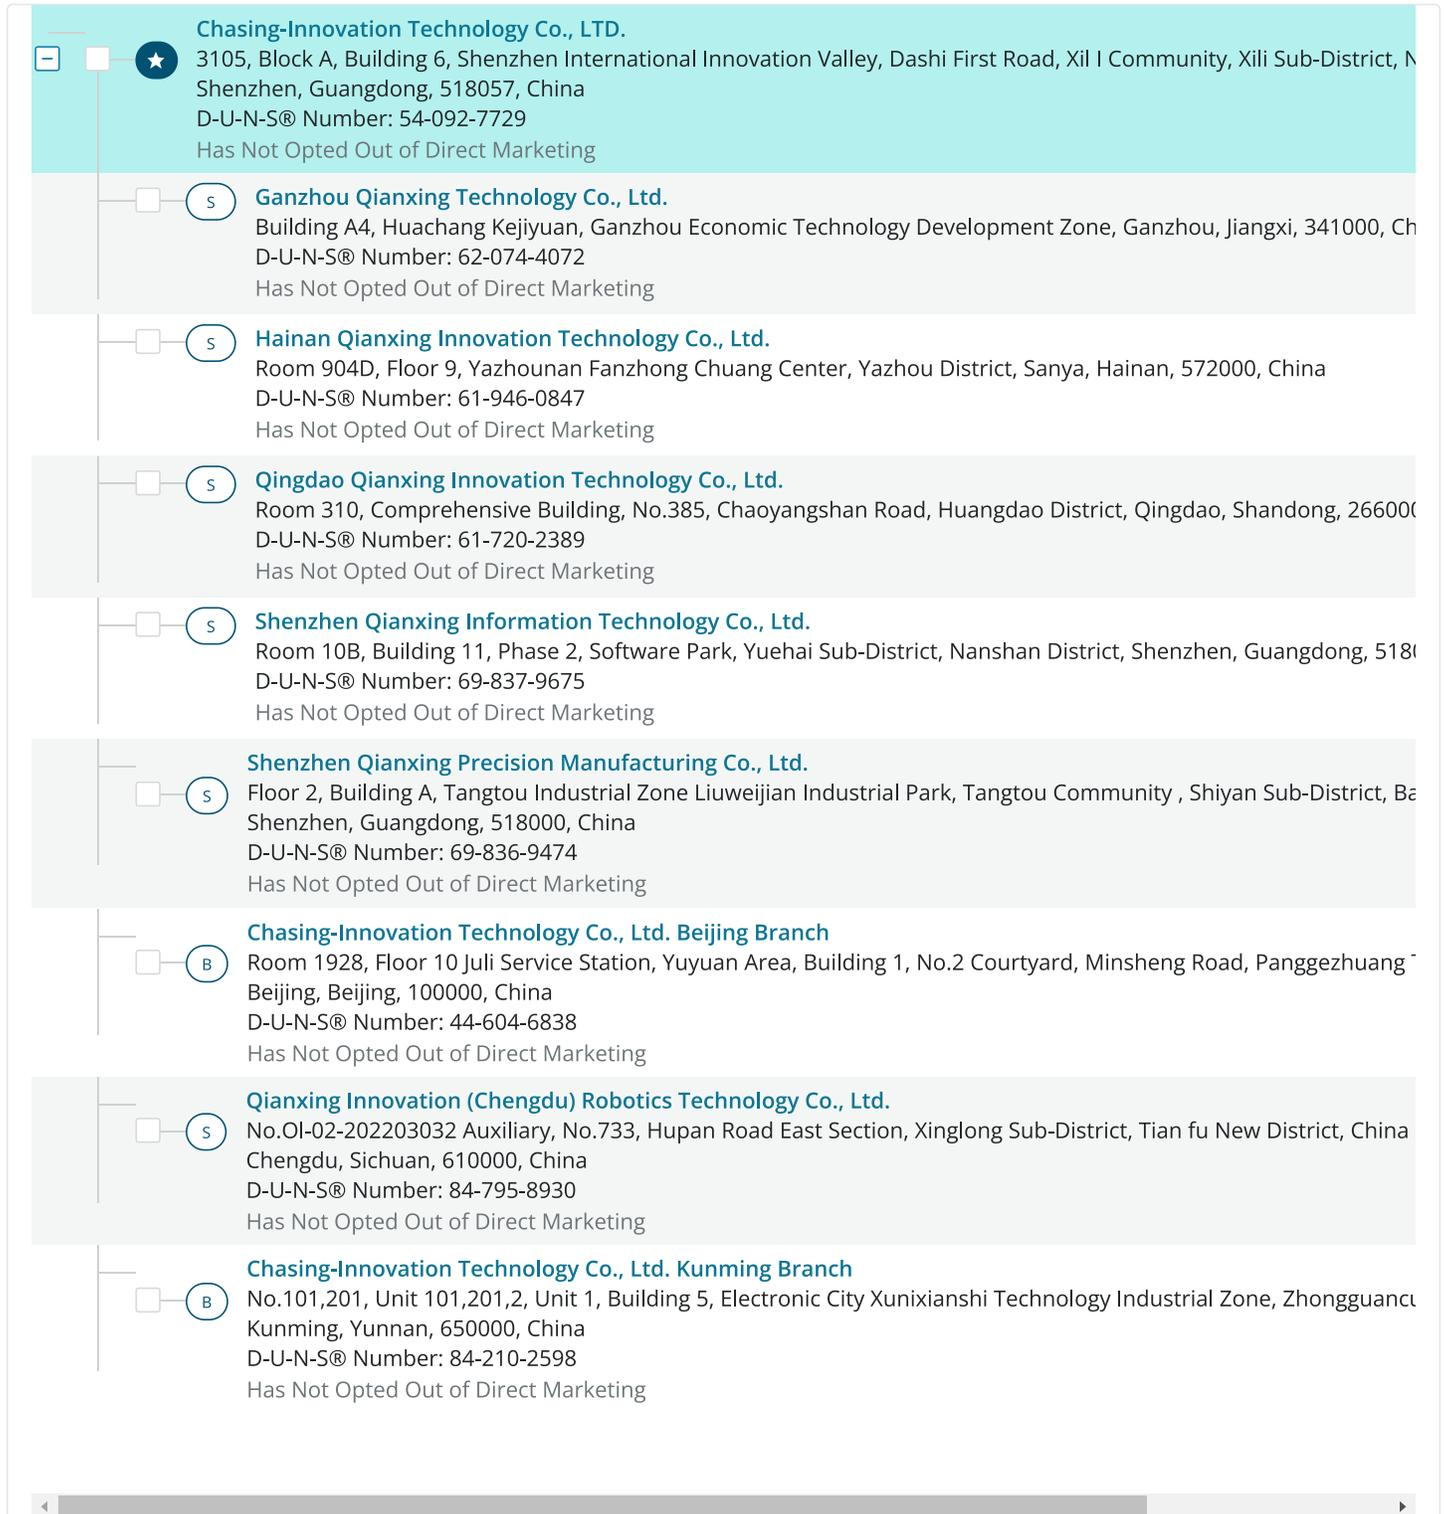 Chasing-Innovation Technology Co., LTD.
3105, Block A, Building 6, Shenzhen International Innovation Valley, Dashi First Road, Xil I Community, Xili Sub-District,
Shenzhen, Guangdong, 518057, China
D-U-N-S® Number: 54-092-7729
Has Not Opted Out of Direct Marketing
S
Ganzhou Qianxing Technology Co., Ltd.
Building A4, Huachang Kejiyuan, Ganzhou Economic Technology Development Zone, Ganzhou, Jiangxi, 341000,
D-U-N-S® Number: 62-074-4072
Has Not Opted Out of Direct Marketing
S
Hainan Qianxing Innovation Technology Co., Ltd.
Room 904D, Floor 9, Yazhounan Fanzhong Chuang Center, Yazhou District, Sanya, Hainan, 572000, China
D-U-N-S® Number: 61-946-0847
Has Not Opted Out of Direct Marketing
S
Qingdao Qianxing Innovation Technology Co., Ltd.
Room 310, Comprehensive Building, No.385, Chaoyangshan Road, Huangdao District, Qingdao, Shandong,
D-U-N-S® Number: 61-720-2389
Has Not Opted Out of Direct Marketing
S
Shenzhen Qianxing Information Technology Co., Ltd.
Room 10B, Building 11, Phase 2, Software Park, Yuehai Sub-District, Nanshan District, Shenzhen, Guangdong,
D-U-N-S® Number: 69-837-9675
Has Not Opted Out of Direct Marketing
S
Shenzhen Qianxing Precision Manufacturing Co., Ltd.
Floor 2, Building A, Tangtou Industrial Zone Liuweijian Industrial Park, Tangtou Community , Shiyan Sub-District,
Shenzhen, Guangdong, 518000, China
D-U-N-S® Number: 69-836-9474
Has Not Opted Out of Direct Marketing
B
Chasing-Innovation Technology Co., Ltd. Beijing Branch
Room 1928, Floor 10 Juli Service Station, Yuyuan Area, Building 1, No.2 Courtyard, Minsheng Road, Panggezhuang
Beijing, Beijing, 100000, China
D-U-N-S® Number: 44-604-6838
Has Not Opted Out of Direct Marketing
S
Qianxing Innovation (Chengdu) Robotics Technology Co., Ltd.
No.Ol-02-202203032 Auxiliary, No.733, Hupan Road East Section, Xinglong Sub-District, Tian fu New District, China
Chengdu, Sichuan, 610000, China
D-U-N-S® Number: 84-795-8930
Has Not Opted Out of Direct Marketing
B
Chasing-Innovation Technology Co., Ltd. Kunming Branch
No.101,201, Unit 101,201,2, Unit 1, Building 5, Electronic City Xunixianshi Technology Industrial Zone,
Kunming, Yunnan, 650000, China
D-U-N-S® Number: 84-210-2598
Has Not Opted Out of Direct Marketing